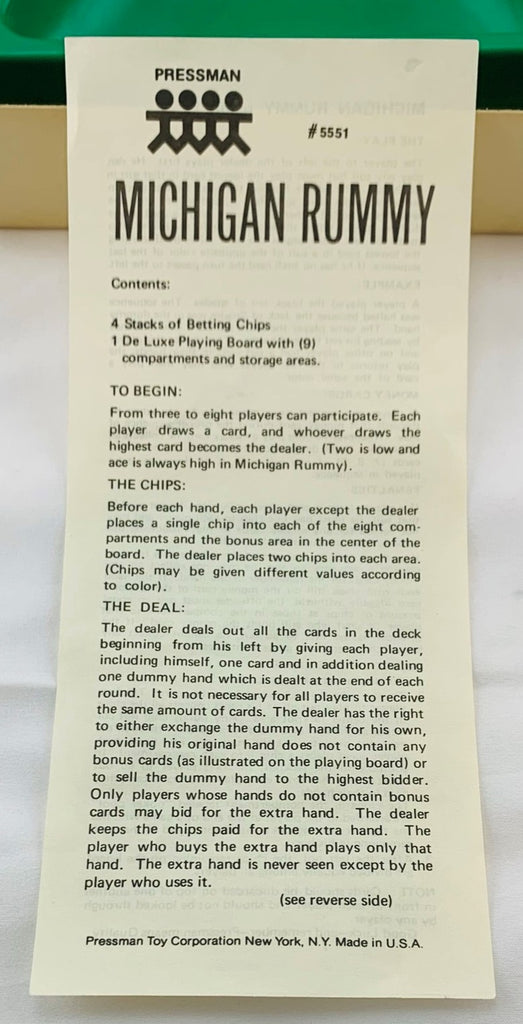 PRESSMAN
#5551
MICHIGAN RUMMY
Contents:
4 Stacks of Betting Chips
1 De Luxe Playing Board with (9)
compartments and storage areas.
TO BEGIN:
From three to eight players can participate. Each
player draws a card, and whoever draws the
highest card becomes the dealer. (Two is low and
ace is always high in Michigan Rummy).
THE CHIPS:
Before each hand, each player except the dealer
places a single chip into each of the eight com-
partments and the bonus area in the center of the
board. The dealer places two chips into each area.
(Chips may be given different values according
to color).
THE DEAL:
The dealer deals out all the cards in the deck
beginning from his left by giving each player,
including himself, one card and in addition dealing
one dummy hand which is dealt at the end of each
round. It is not necessary for all players to receive
the same amount of cards. The dealer has the right
to either exchange the dummy hand for his own,
providing his original hand does not contain any
bonus cards (as illustrated on the playing board) or
to sell the dummy hand to the highest bidder.
Only players whose hands do not contain bonus
cards may bid for the extra hand. The dealer
keeps the chips paid for the extra hand. The
player who buys the extra hand plays only that
hand. The extra hand is never seen except by the
player who uses it.
(see reverse side)
Pressman Toy Corporation New York, N.Y. Made in U.S.A.